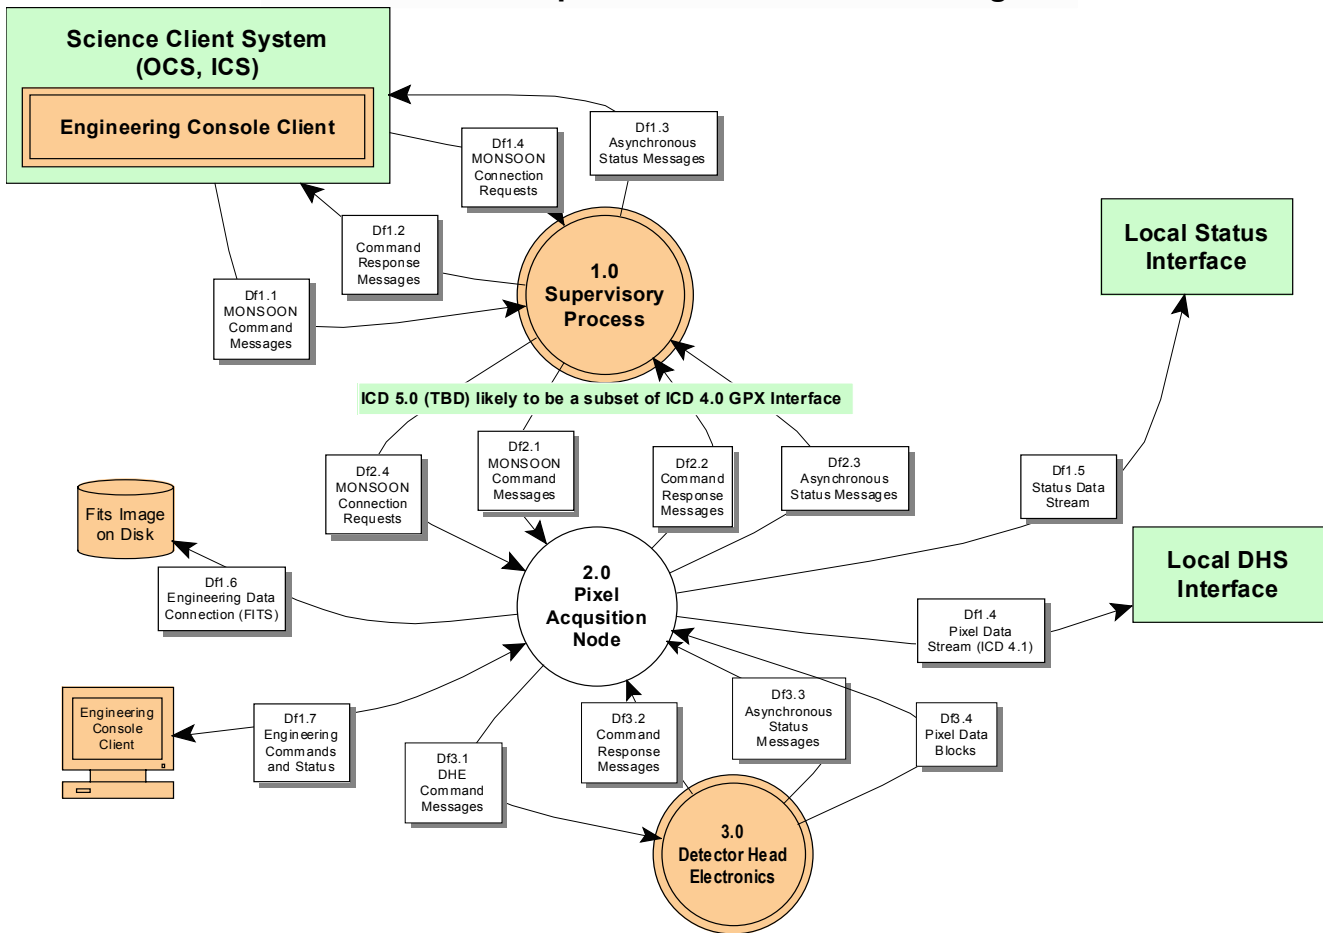 Science Client System
(OCS, ICS)
Engineering Console Client
Df1.3
Asynchronous
Status Messages
Df1.4
MONSOON
Connection
Requests
Df1.2
Command
Response
Messages
Df1.1
MONSOON
Command
Messages
1.0
Supervisory
Process
Local Status
Interface
ICD 5.0 (TBD) likely to be a subset of ICD 4.0 GPX Interface
Df2.4
MONSOON
Connection
Requests
Df2.1
MONSOON
Command
Messages
Df2.2
Command
Response
Messages
Df2.3
Asynchronous
Status Messages
Df1.5
Status Data
Stream
Fits Image
on Disk
Df1.6
Engineering Data
Connection (FITS)
2.0
Pixel
Acqusition
Node
Local DHS
Interface
Df1.4
Pixel Data
Stream (ICD 4.1)
Engineering
Console
Client
Df1.7
Engineering
Commands
and Status
Df3.1
DHE
Command
Messages
Df3.2
Command
Response
Messages
Df3.3
Asynchronous
Status
Messages
Df3.4
Pixel Data
Blocks
3.0
Detector Head
Electronics